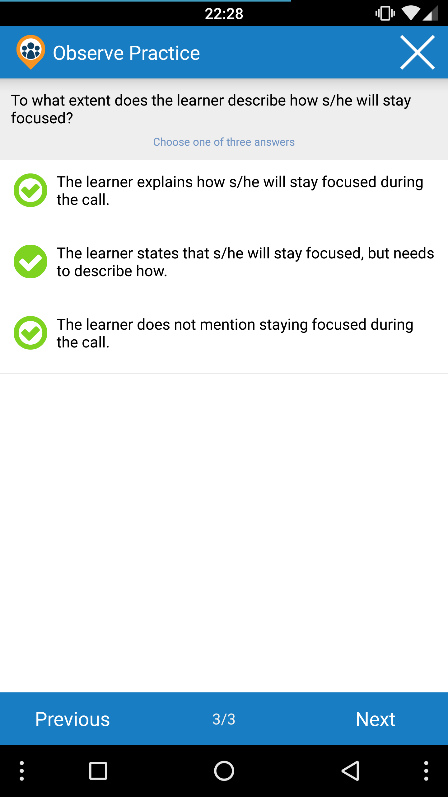 22:28
Observe Practice
To what extent does the learner describe how s/he will stay
focused?
Choose one of three answers
The learner explains how s/he will stay focused during
the call.
The learner states that s/he will stay focused, but needs
to describe how.
The learner does not mention staying focused during
the call.
Previous
3/3
Next